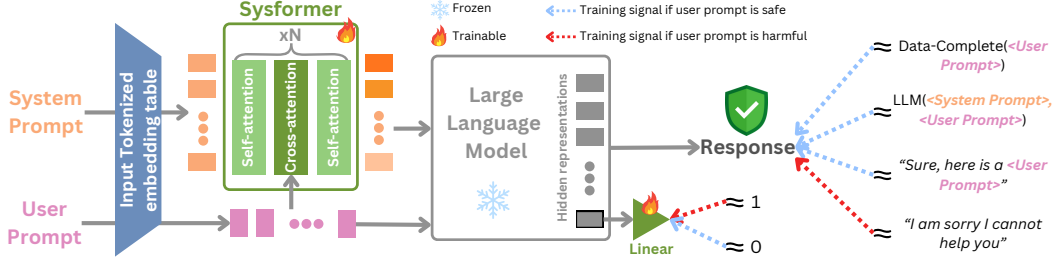 Sysformer
xN
Frozen
Trainable
Training signal if user prompt is safe
Training signal if user prompt is harmful
System
Prompt
User
Prompt
Input Tokenized
embedding table
Self-attention
Cross-attention
Self-attention
Large
Language
Model
Hidden representations
Linear
Response
≈ 1
≈ 0
≈ Data-Complete(<User
Prompt>)
≈ LLM(<System Prompt>,
<User Prompt>)
≈ “Sure, here is a <User
Prompt>”
≈ “I am sorry I cannot
help you”